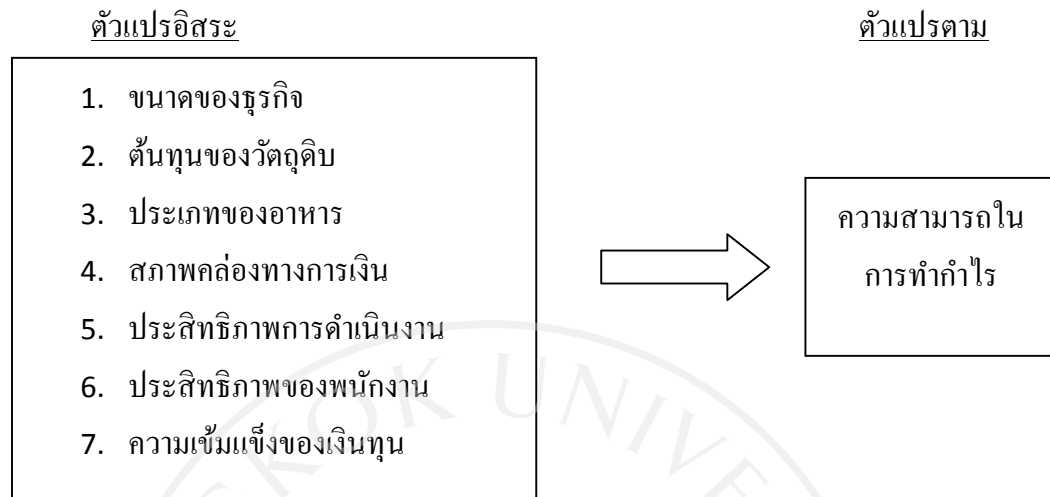 ตัวแปรอิสระ
ตัวแปรตาม
1. ขนาดของธุรกิจ
2. ต้นทุนของวัตถุดิบ
3. ประเภทของอาหาร
4. สภาพคล่องทางการเงิน
5. ประสิทธิภาพการดำเนินงาน
6. ประสิทธิภาพของพนักงาน
7. ความเข้มแข็งของเงินทุน
ความสามารถใน
การทำกำไร
KOK UNIVE